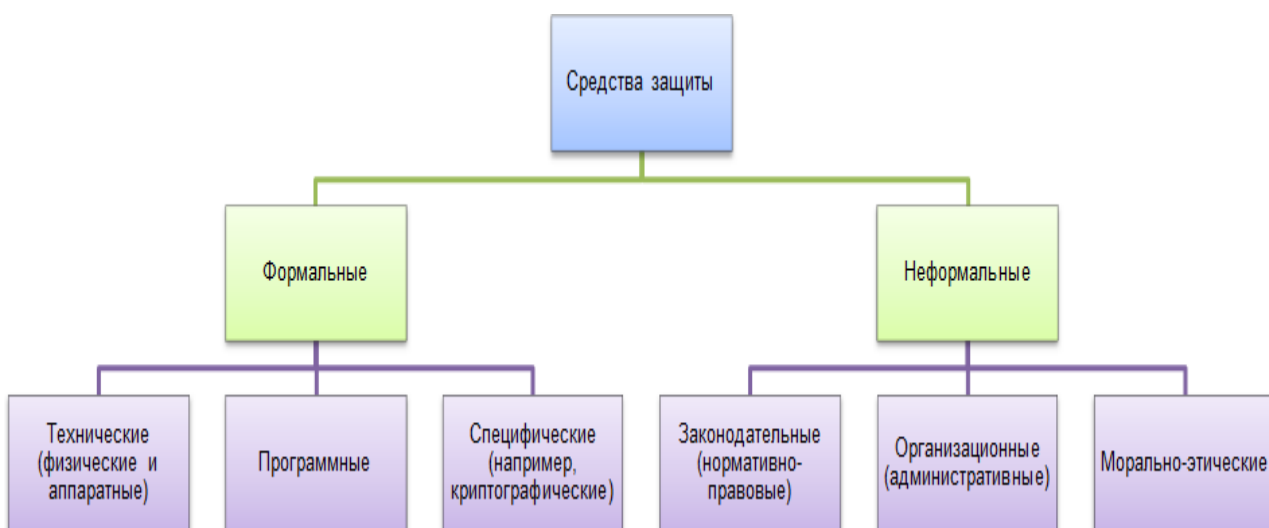 Средства защиты
Формальные
Неформальные
Технические
(физические и
аппаратные)
Программные
Специфические
(например,
криптографические)
Законодательные
(нормативно-
правовые)
Организационные
(административные)
Морально-этические